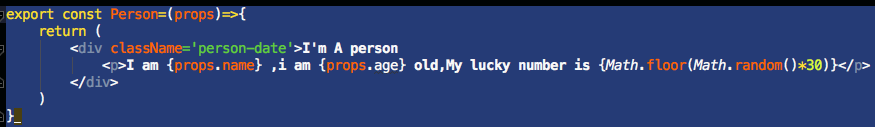 export const Person=(props)=>{
    return (
        <div className='person-date'>I'm A person
            <p>I am {props.name} ,i am {props.age} old,My lucky number is {Math.floor(Math.random()*30)}</p>
        </div>
    )
}